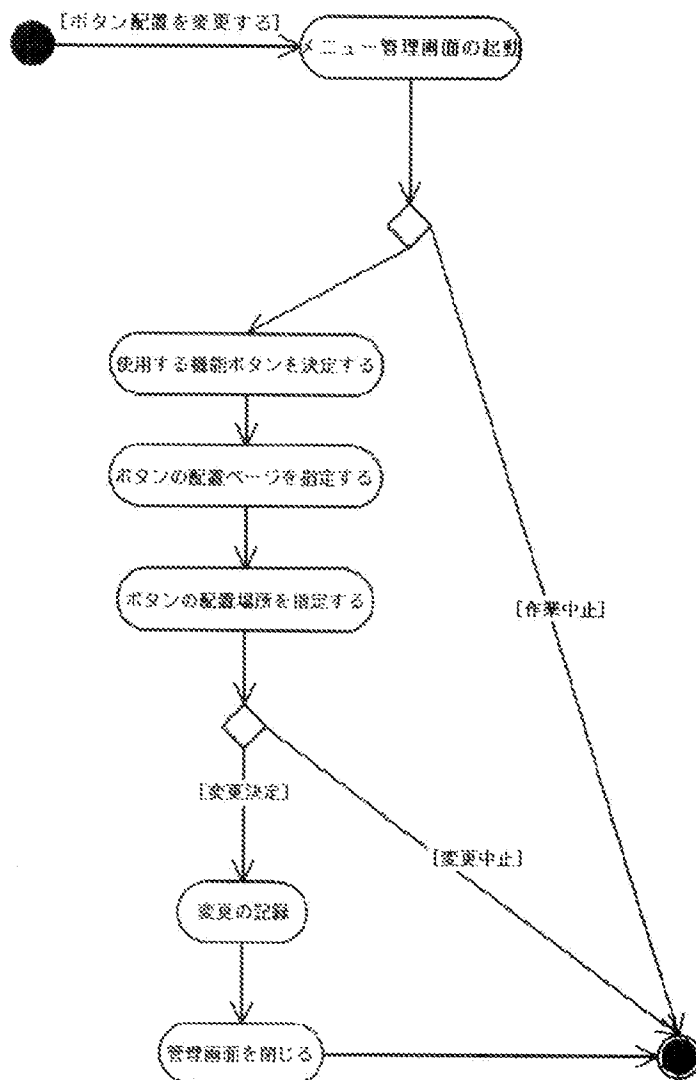 [ボタン配置を変更する]
メニュー管理画面の起動
使用する機能ボタンを決定する
ボタンの配置ページを指定する
ボタンの配置場所を指定する
[作業中止]
[変更決定]
[変更中止]
変更の記録
管理画面を閉じる